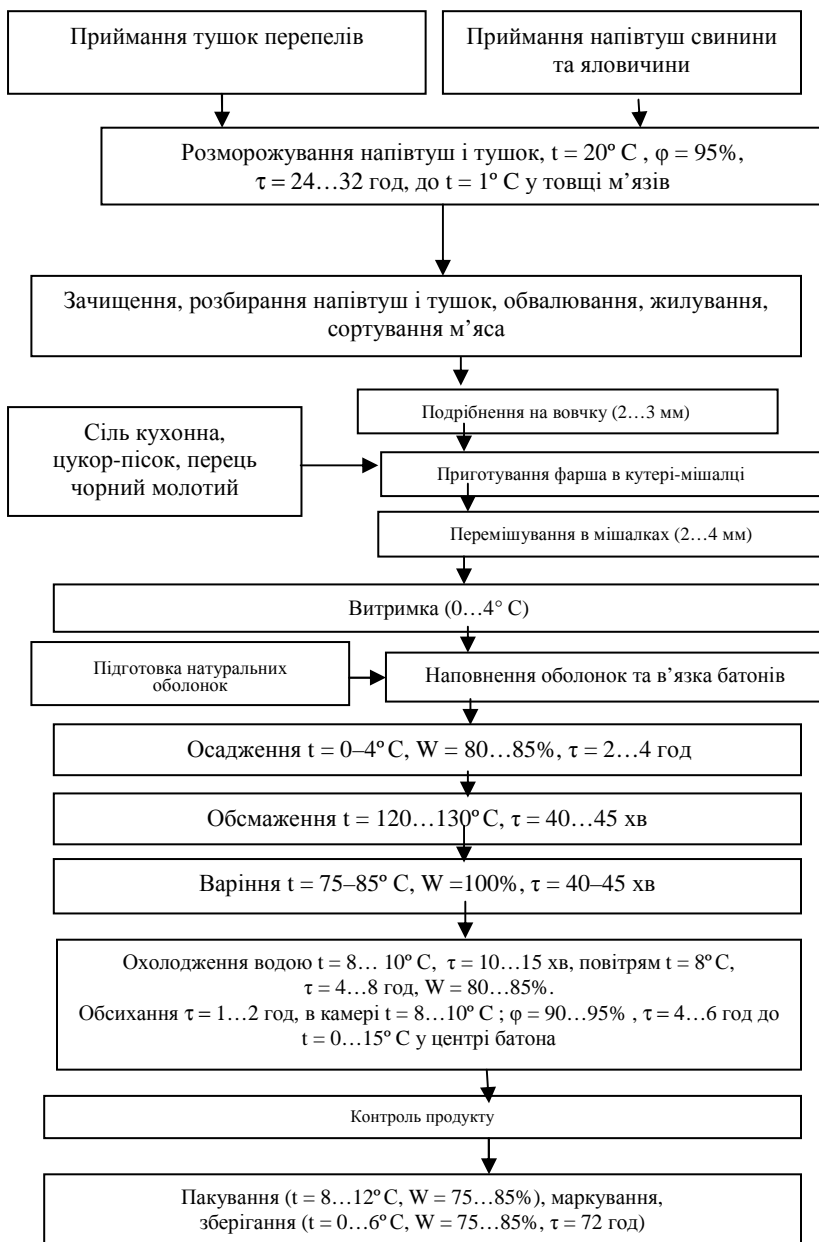 Приймання тушок перепелів
Приймання напівтуш свинини
та яловичини
Розморожування напівтуш і тушок, t = 20º С , φ = 95%,
τ = 24…32 год, до t = 1º С у товщі м’язів
Зачищення, розбирання напівтуш і тушок, обвалювання, жилування,
сортування м’яса
Подрібнення на вовчку (2…3 мм)
Сіль кухонна,
цукор-пісок, перець
чорний молотий
Приготування фарша в кутері-мішалці
Перемішування в мішалках (2…4 мм)
Витримка (0…4° С)
Підготовка натуральних
оболонок
Наповнення оболонок та в’язка батонів
Осадження t = 0–4º С, W = 80…85%, τ = 2…4 год
Обсмаження t = 120…130º С, τ = 40…45 хв
Варіння t = 75–85º С, W =100%, τ = 40–45 хв
Охолодження водою t = 8… 10º С, τ = 10…15 хв, повітрям t = 8º С,
τ = 4…8 год, W = 80…85%.
Обсихання τ = 1…2 год, в камері t = 8…10º С ; φ = 90…95% , τ = 4…6 год до
t = 0…15º С у центрі батона
Контроль продукту
Пакування (t = 8…12º С, W = 75…85%), маркування,
зберігання (t = 0…6º С, W = 75…85%, τ = 72 год)